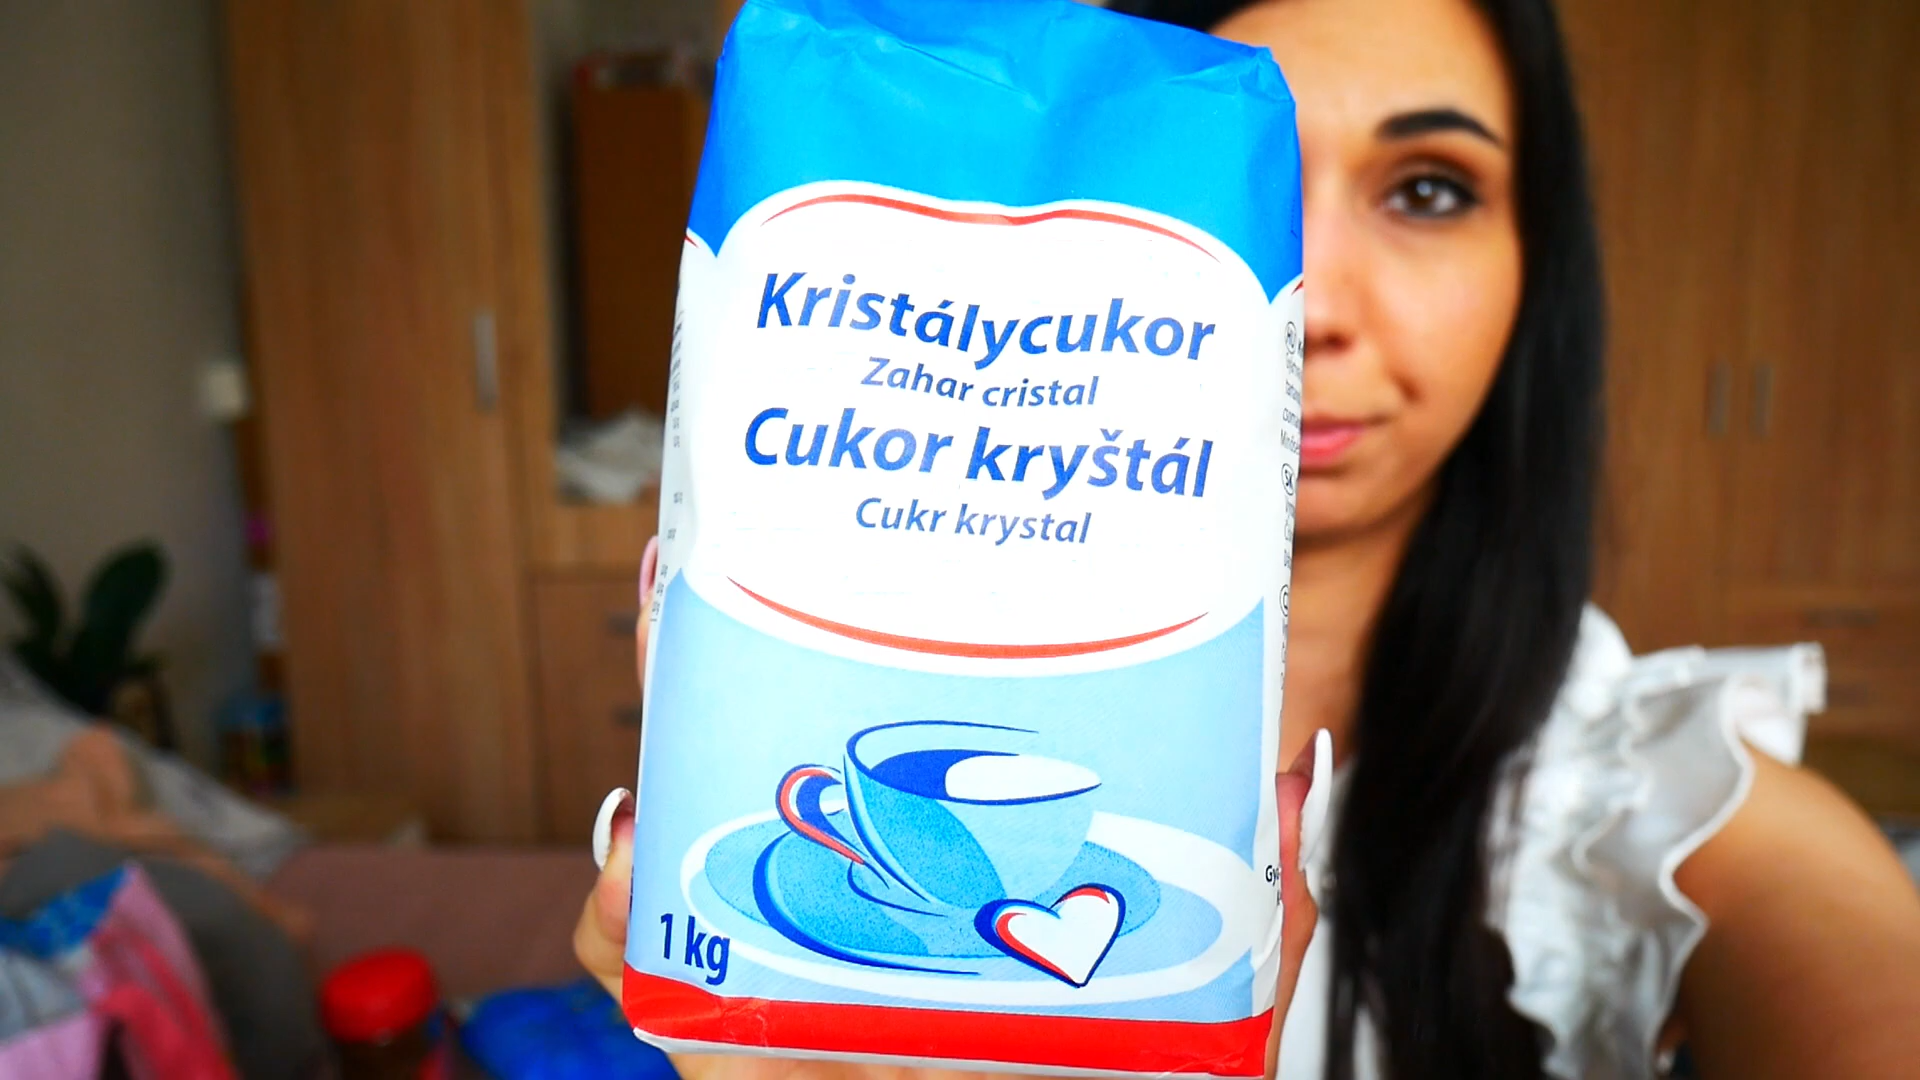 Kristálycukor
Zahar cristal
Cukor kryštál
Cukr krystal
1 kg